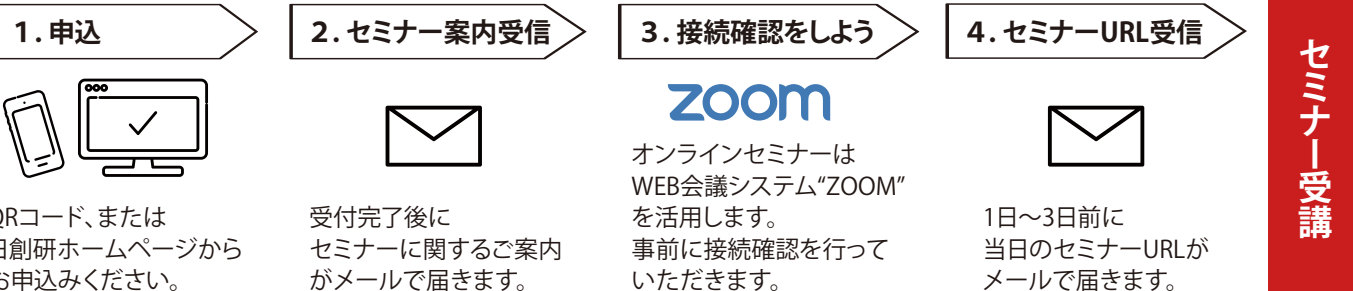 1.申込
QRコード、または
日創研ホームページから
お申込みください。
2.セミナー案内受信
受付完了後に
セミナーに関するご案内
がメールで届きます。
3.接続確認をしよう
zoom
オンラインセミナーは
WEB会議システム“ZOOM”
を活用します。
事前に接続確認を行って
いただきます。
4.セミナーURL受信
1日～3日前に
当日のセミナーURLが
メールで届きます。
セミナー受講